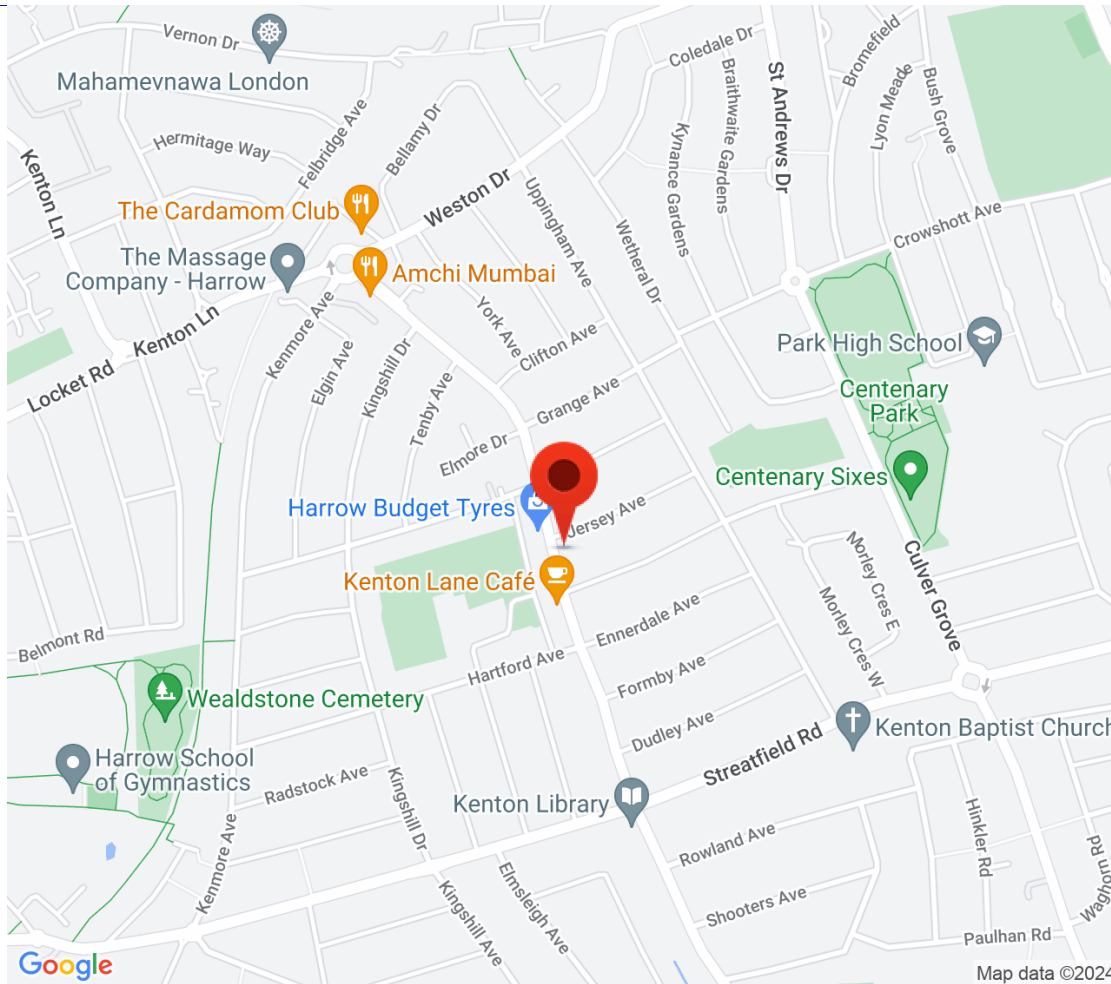 Vernon Dr
Mahamevnawa London
Coledale Dr
Bromefield
St Andrews Dr
Lyon Meade
Bush Grove
Braithwaite Gardens
Kynance Gardens
Felbridge Ave
Bellamy Dr
Hermitage Way
Kenton Ln
The Cardamom Club
Weston Dr
Uppingham Ave
Wetheral Dr
Crowshott Ave
The Massage
Company - Harrow
Amchi Mumbai
Kenton Ln
Kenmore Ave
York Ave
Clifton Ave
Park High School
Locket Rd
Elgin Ave
Kingshill Dr
Tenby Ave
Grange Ave
Centenary
Park
Elmore Dr
Centenary Sixes
Harrow Budget Tyres
Jersey Ave
Kenton Lane Café
Morley Cres E
Culver Grove
Morley Cres W
Ennerdale Ave
Belmont Rd
Hartford Ave
Formby Ave
Wealdstone Cemetery
Dudley Ave
Streatfield Rd
Kenton Baptist Church
Harrow School
of Gymnastics
Radstock Ave
Kingshill Dr
Kenton Library
Hinkler Rd
Waghorn Rd
Rowland Ave
Kenmore Ave
Kingshill Ave
Elmsleigh Ave
Shooters Ave
Paulhan Rd
Google
Map data ©2024